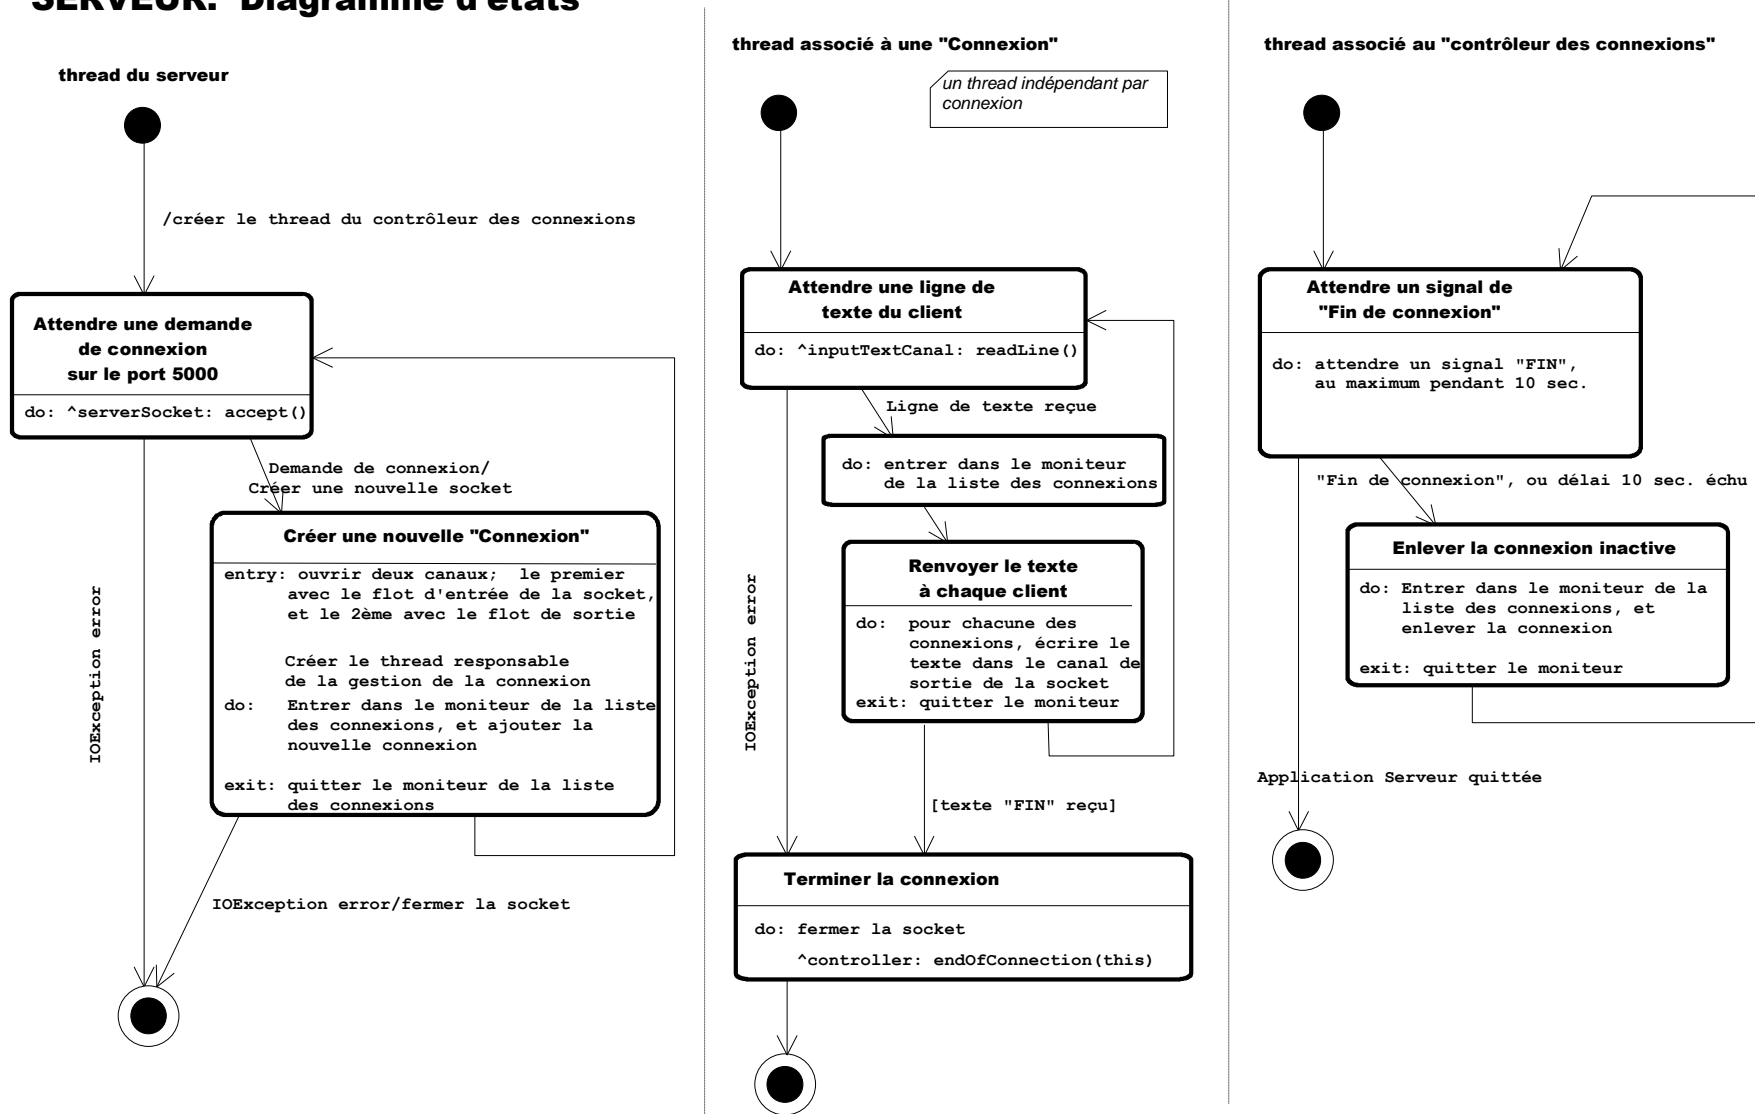 SERVEUR: Diagramme d'états
thread du serveur
/créer le thread du contrôleur des connexions
Attendre une demande
de connexion
sur le port 5000
do: ^serverSocket: accept()
Demande de connexion/
Créer une nouvelle socket
Créer une nouvelle "Connexion"
entry: ouvrir deux canaux; le premier
avec le flot d'entrée de la socket,
et le 2ème avec le flot de sortie
Créer le thread responsable
de la gestion de la connexion
do: Entrer dans le moniteur de la liste
des connexions, et ajouter la
nouvelle connexion
exit: quitter le moniteur de la liste
des connexions
IOException error
IOException error/fermer la socket
thread associé à une "Connexion"
un thread indépendant par
connexion
Attendre une ligne de
texte du client
do: ^inputTextCanal: readLine()
Ligne de texte reçue
do: entrer dans le moniteur
de la liste des connexions
Renvoyer le texte
à chaque client
do: pour chacune des
connexions, écrire le
texte dans le canal de
sortie de la socket
exit: quitter le moniteur
IOException error
[texte "FIN" reçu]
Terminer la connexion
do: fermer la socket
^controller: endOfConnection(this)
thread associé au "contrôleur des connexions"
Attendre un signal de
"Fin de connexion"
do: attendre un signal "FIN",
au maximum pendant 10 sec.
"Fin de connexion", ou délai 10 sec. échu
Enlever la connexion inactive
do: Entrer dans le moniteur de la
liste des connexions, et
enlever la connexion
exit: quitter le moniteur
Application Serveur quittée